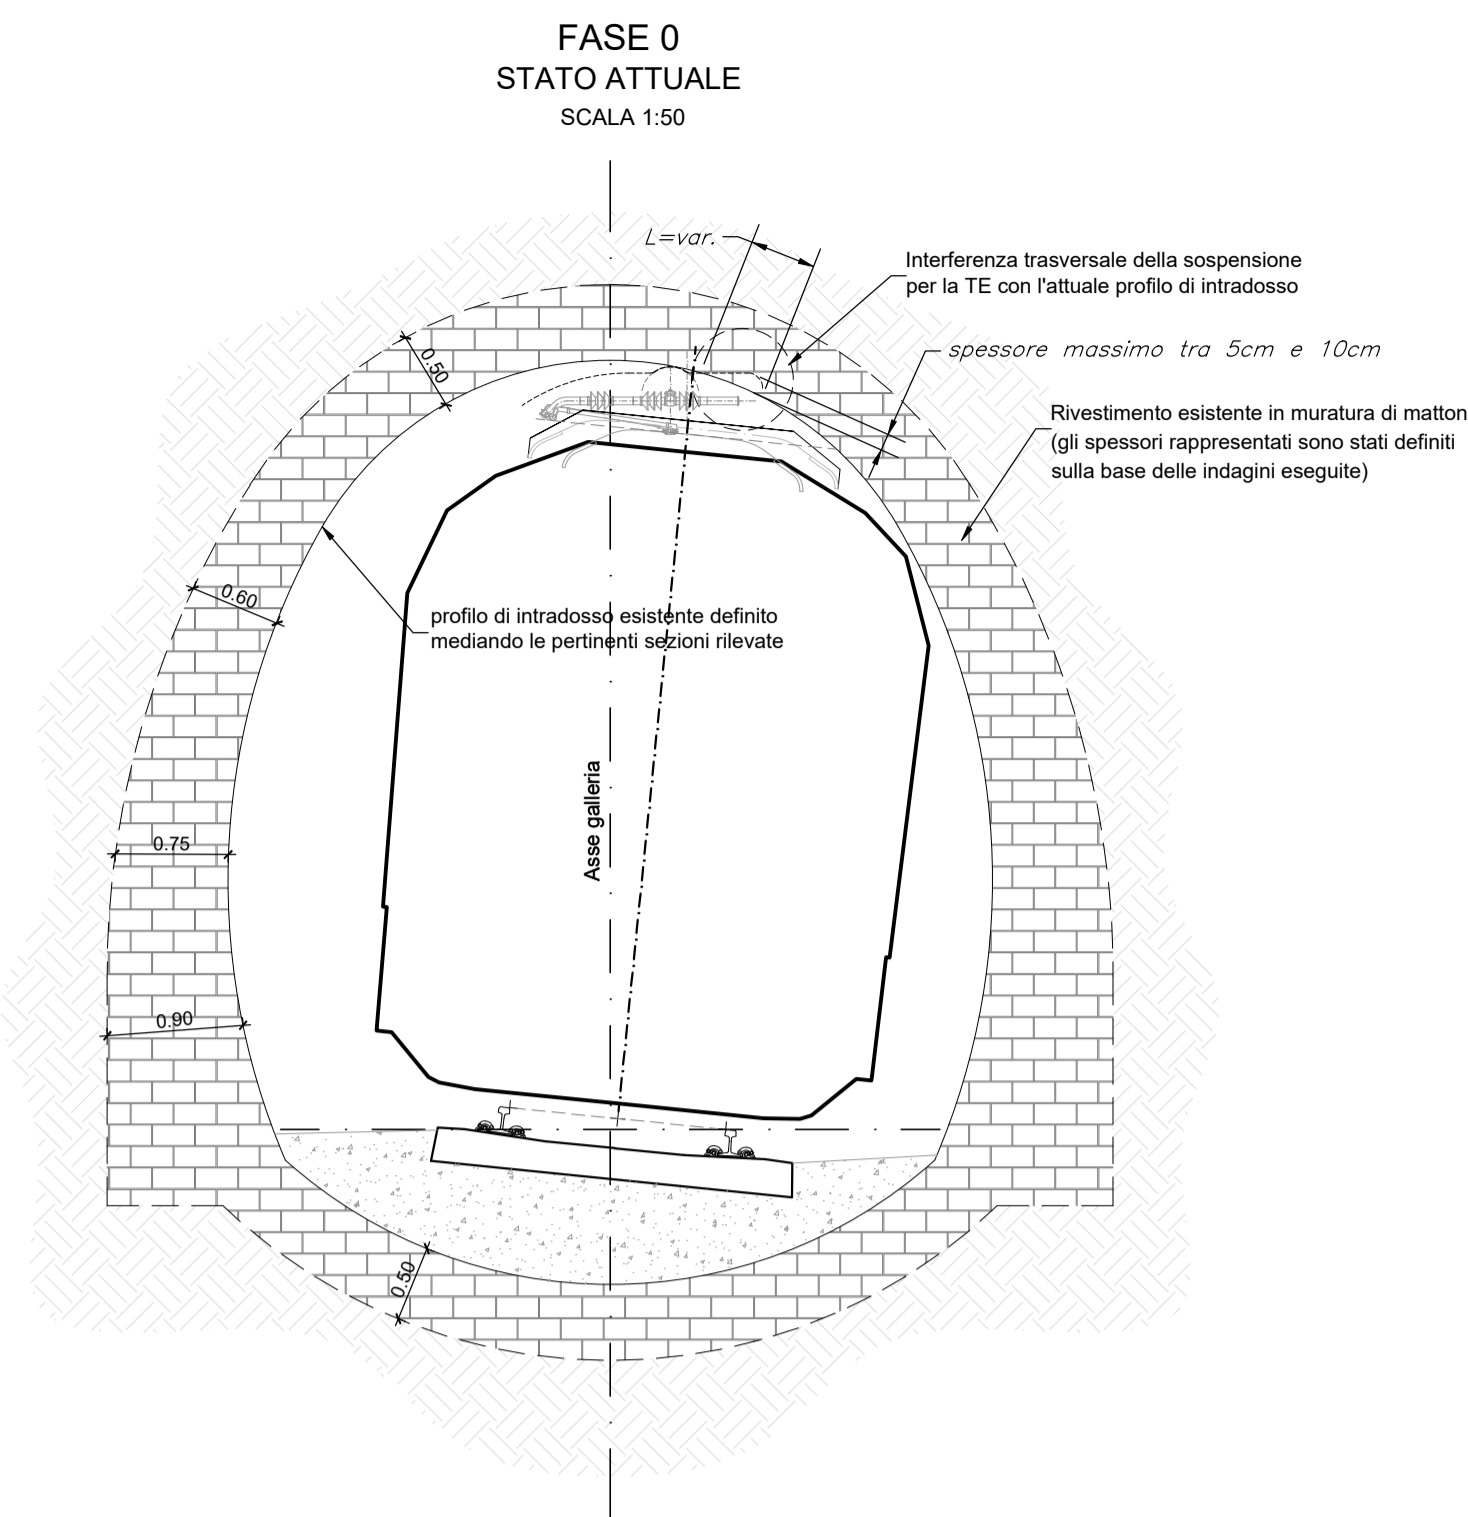 FASE 0
STATO ATTUALE
SCALA 1:50
L=var.
Interferenza trasversale della sospensione
per la TE con l'attuale profilo di intradosso
spessore massimo tra 5cm e 10cm
0.50
Rivestimento esistente in muratura di matton
(gli spessori rappresentati sono stati definiti
sulla base delle indagini eseguite)
0.60
profilo di intradosso esistente definito
mediando le pertinenti sezioni rilevate
Asse galleria
0.75
0.90
0.50